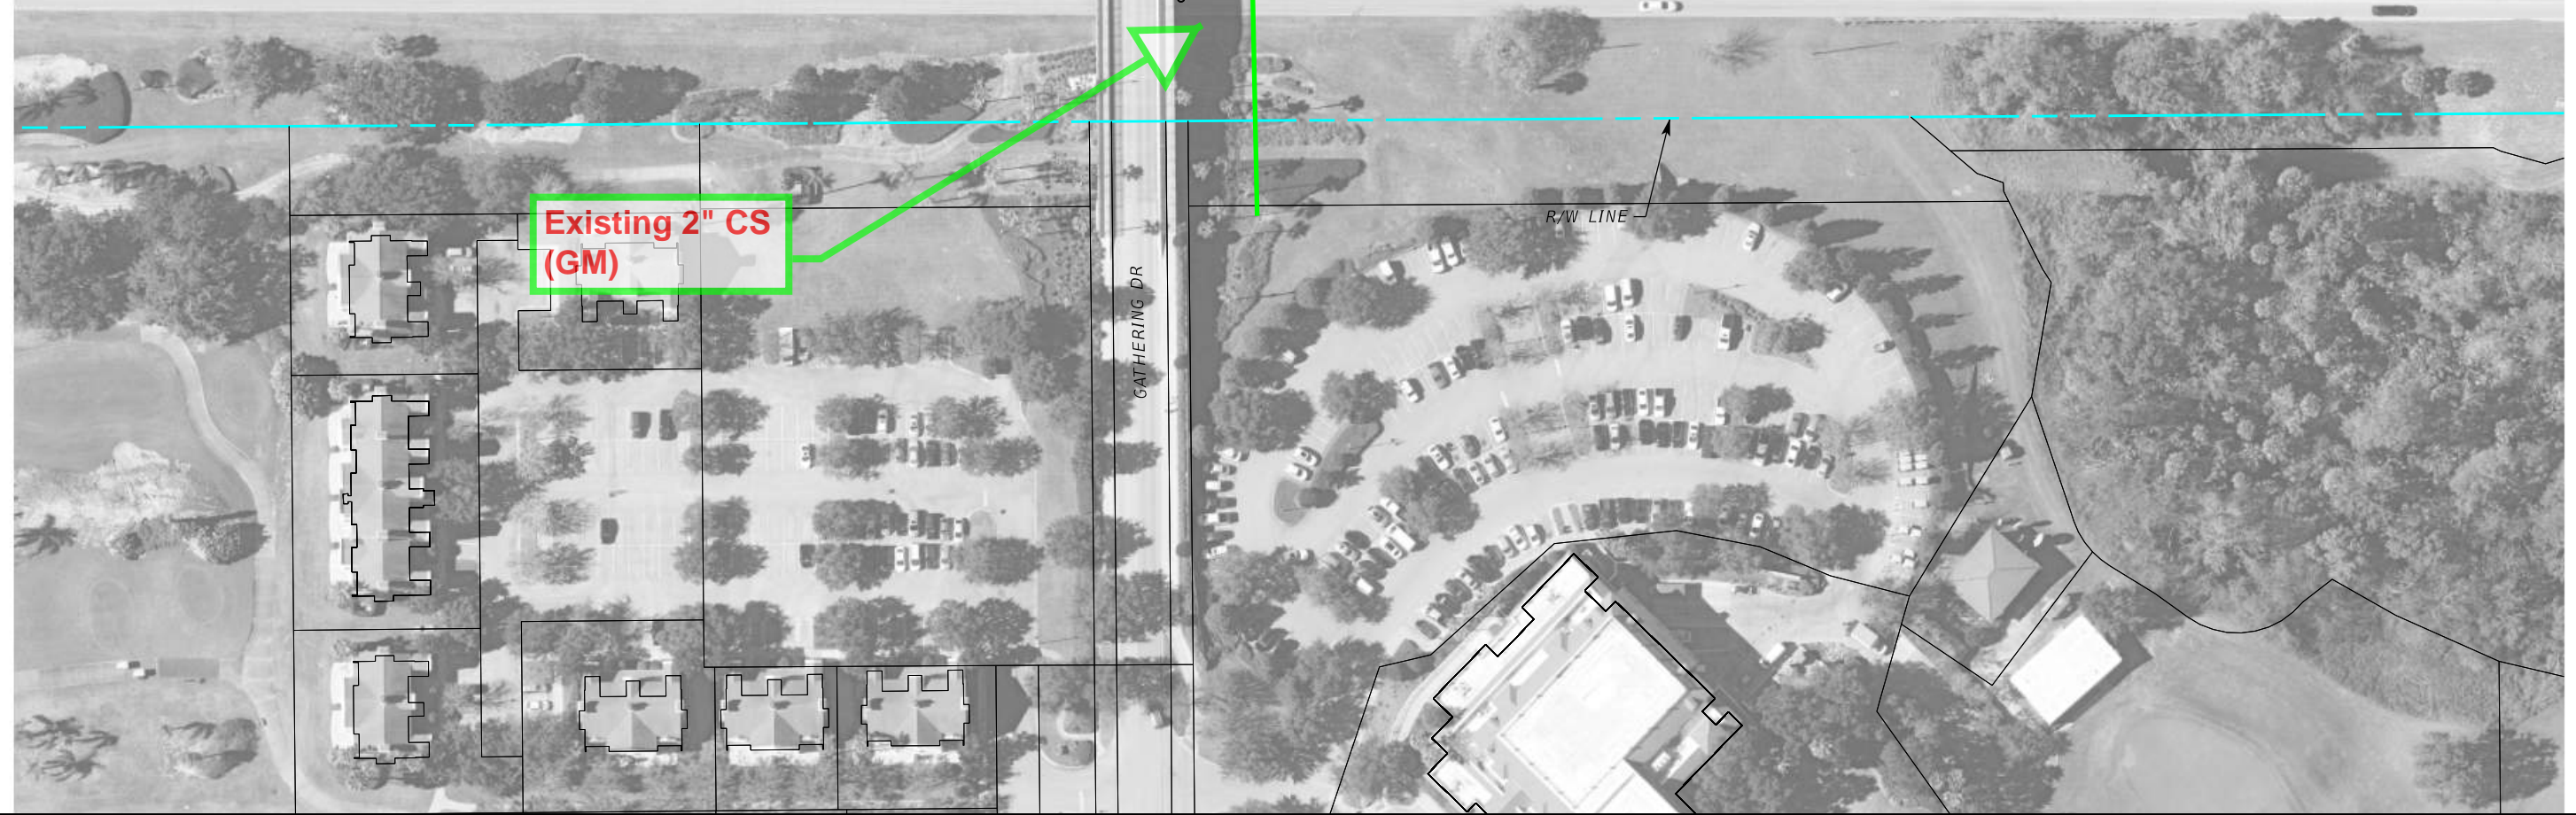 Existing 2" CS
(GM)
R/W LINE
GATHERING DR